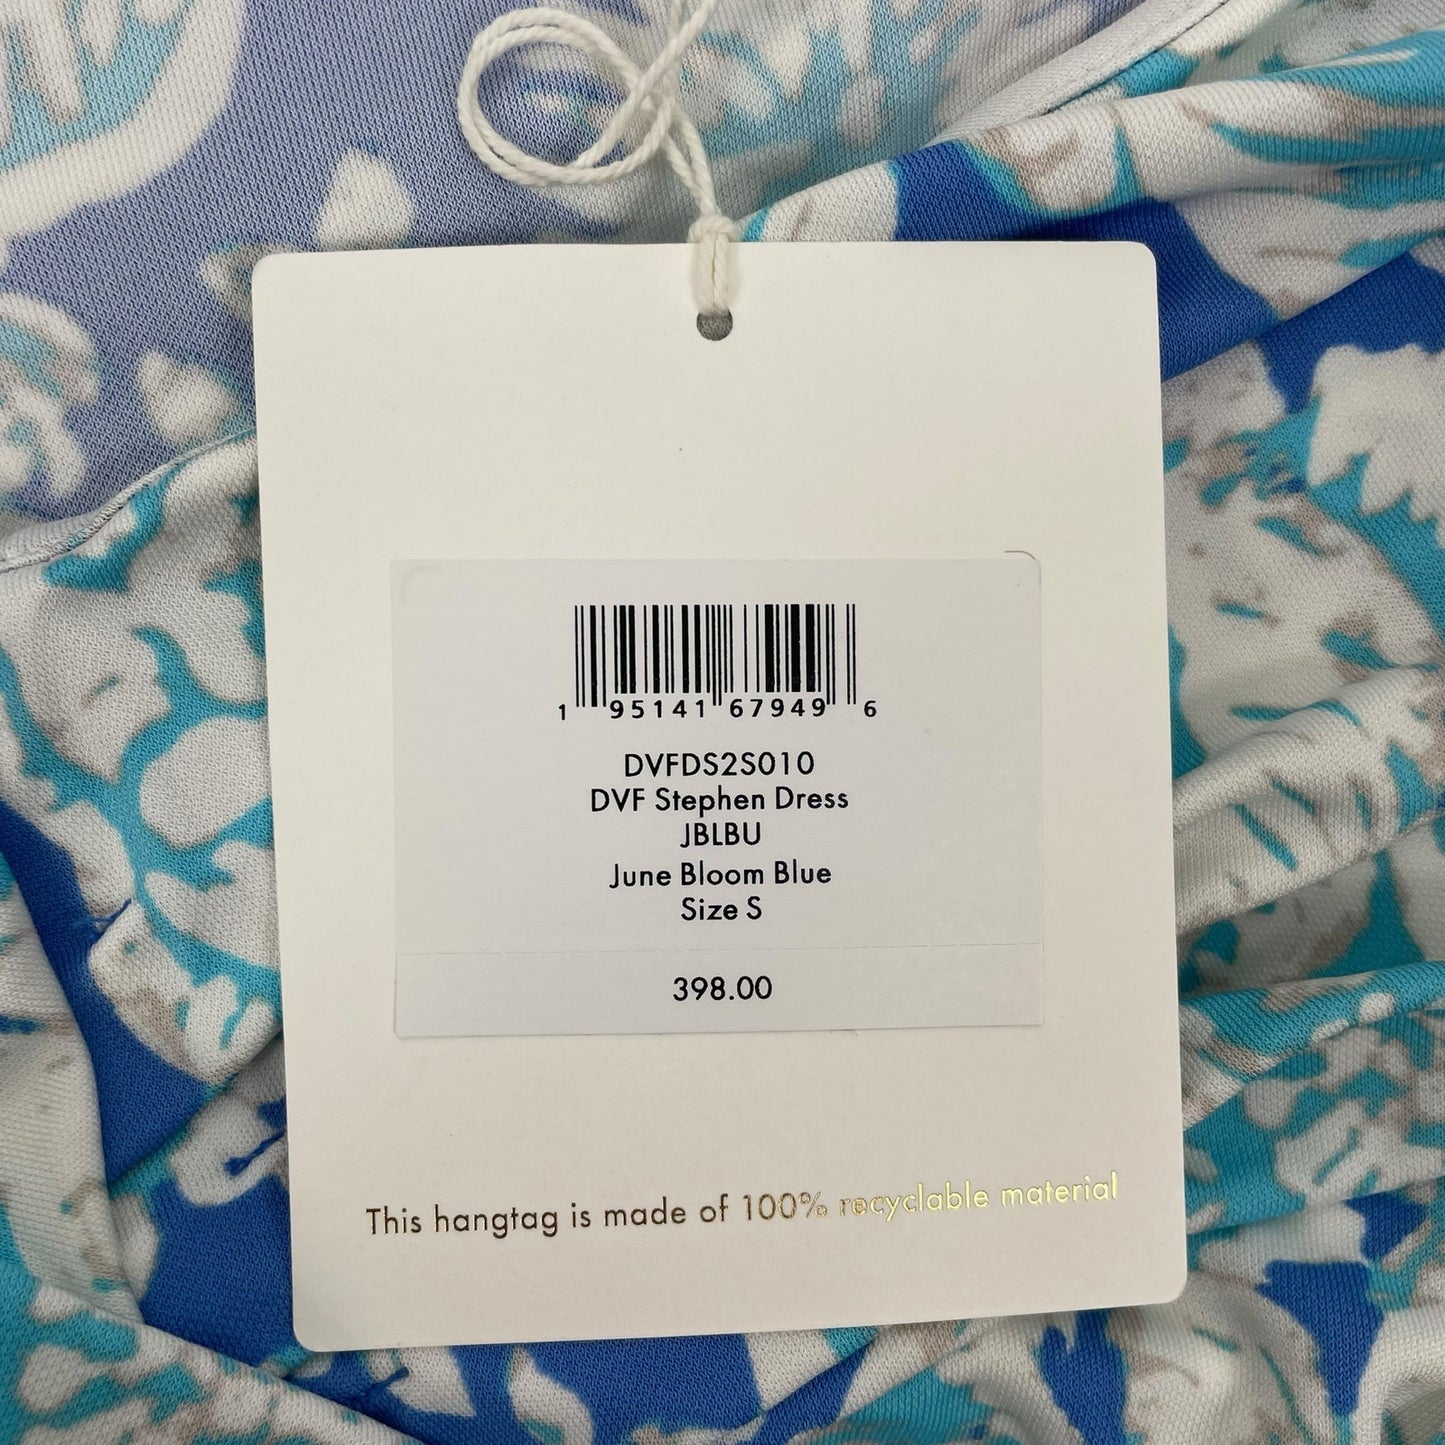 1 95141 67949 6
DVFDS2S010
DVF Stephen Dress
JBLBU
June Bloom Blue
Size S
398.00
This hangtag is made of 100% recyclable material